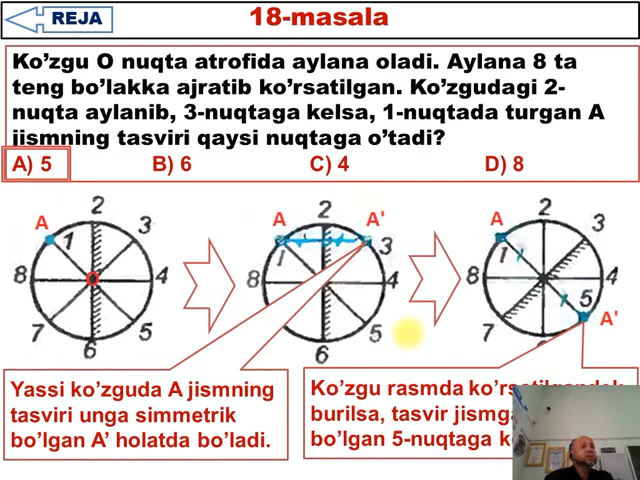 REJA
18-masala
Ko’zgu O nuqta atrofida aylana oladi. Aylana 8 ta
teng bo’lakka ajratib ko’rsatilgan. Ko’zgudagi 2-
nuqta aylanib, 3-nuqtaga kelsa, 1-nuqtada turgan A
jismning tasviri qaysi nuqtaga o’tadi?
A) 5 B) 6 C) 4 D) 8
A 2 3
1
8 O 4
7 5
6
A 2 A'
1 3
8 4
5
6
A 2 3
1
8 4
5
7 A'
Yassi ko’zguda A jismning
tasviri unga simmetrik
bo’lgan A’ holatda bo’ladi.
Ko’zgu rasmda
burilsa, tasvir
bo’lgan 5-nuqtaga